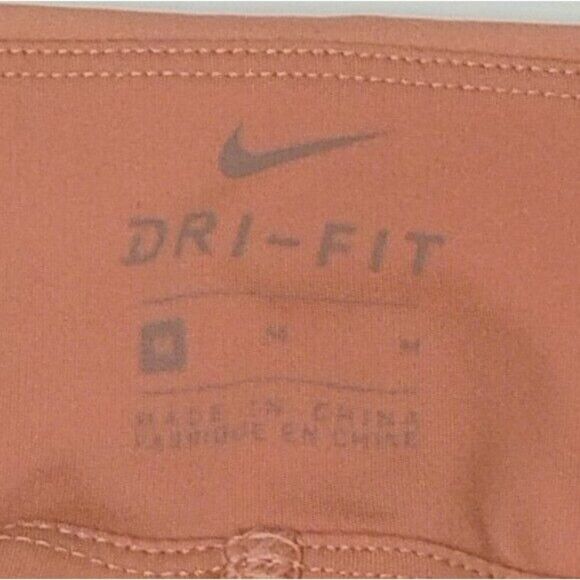 DRI-FIT
M M M
MADE IN CHINA
FABRIQUÉ EN CHINE